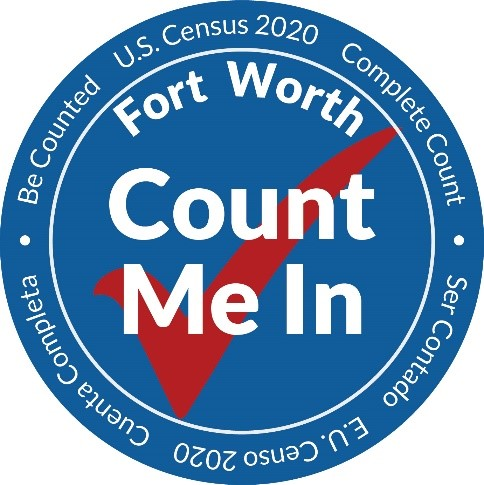 Be Counted U.S. Census 2020 Complete Count
Fort Worth
Count
Me In
Ser Contado E.U. Censo 2020 Cuenta Completa